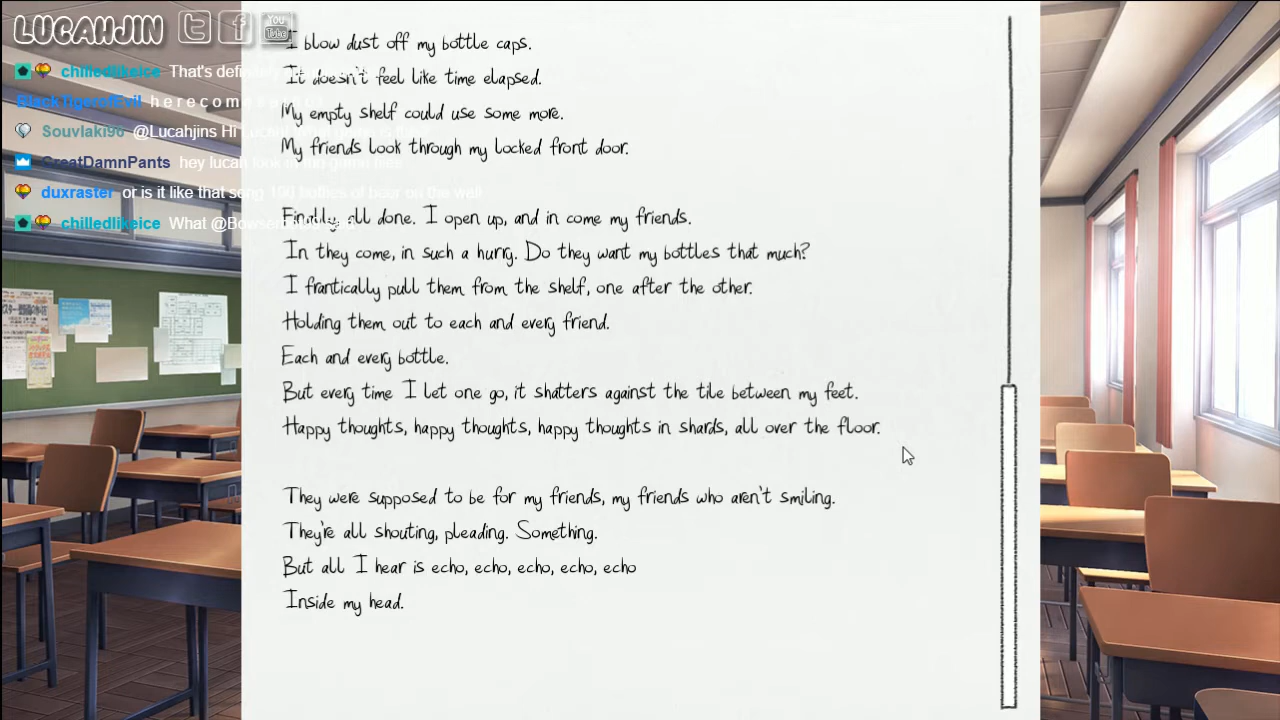 LUCAHJIN
You Tube
I blow dust off my bottle caps.
chilledlikeice That's
It doesn't feel like time elapsed.
BlackTigerofEvil h e r e c o m e
My empty shelf could use some more.
Souvlaki96 @Lucahjins Hi
My friends look through my locked front door.
GreatDamnPants hey lucah
duxraster or is it like that song 100 bottles of beer on the wall
Finally all done. I open up, and in come my friends.
chilledlikeice What
In they come, in such a hurry. Do they want my bottles that much?
I frantically pull them from the shelf, one after the other.
Holding them out to each and every friend.
Each and every bottle.
But every time I let one go, it shatters against the tile between my feet.
Happy thoughts, happy thoughts, happy thoughts in shards, all over the floor.
They were supposed to be for my friends, my friends who aren't smiling.
They're all shouting, pleading. Something.
But all I hear is echo, echo, echo, echo, echo
Inside my head.